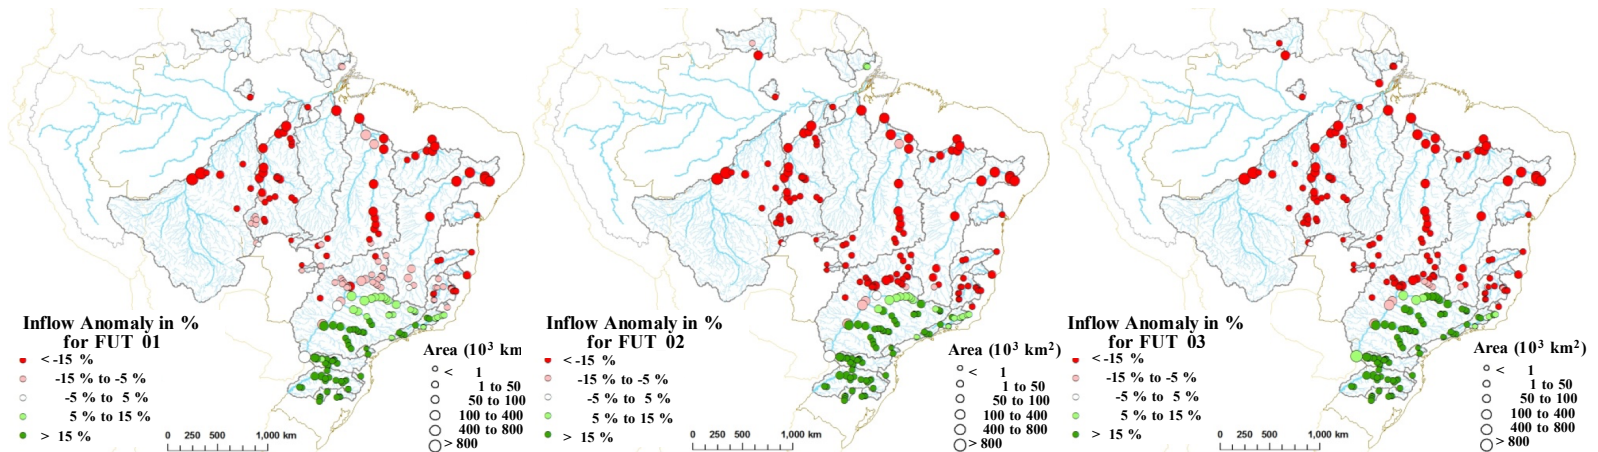 Inflow Anomaly in %
for FUT 01
< -15 %
-15 % to -5 %
-5 % to 5 %
5 % to 15 %
> 15 %
0 250 500 1,000 km
Area (10³ km
< 1
1 to 50
50 to 100
100 to 400
400 to 800
> 800
Inflow Anomaly in %
for FUT 02
< -15 %
-15 % to -5 %
-5 % to 5 %
5 % to 15 %
> 15 %
0 250 500 1,000 km
Area (10³ km²)
< 1
1 to 50
50 to 100
100 to 400
400 to 800
> 800
Inflow Anomaly in %
for FUT 03
< -15 %
-15 % to -5 %
-5 % to 5 %
5 % to 15 %
> 15 %
0 250 500 1,000 km
Area (10³ km²)
< 1
1 to 50
50 to 100
100 to 400
400 to 800
> 800